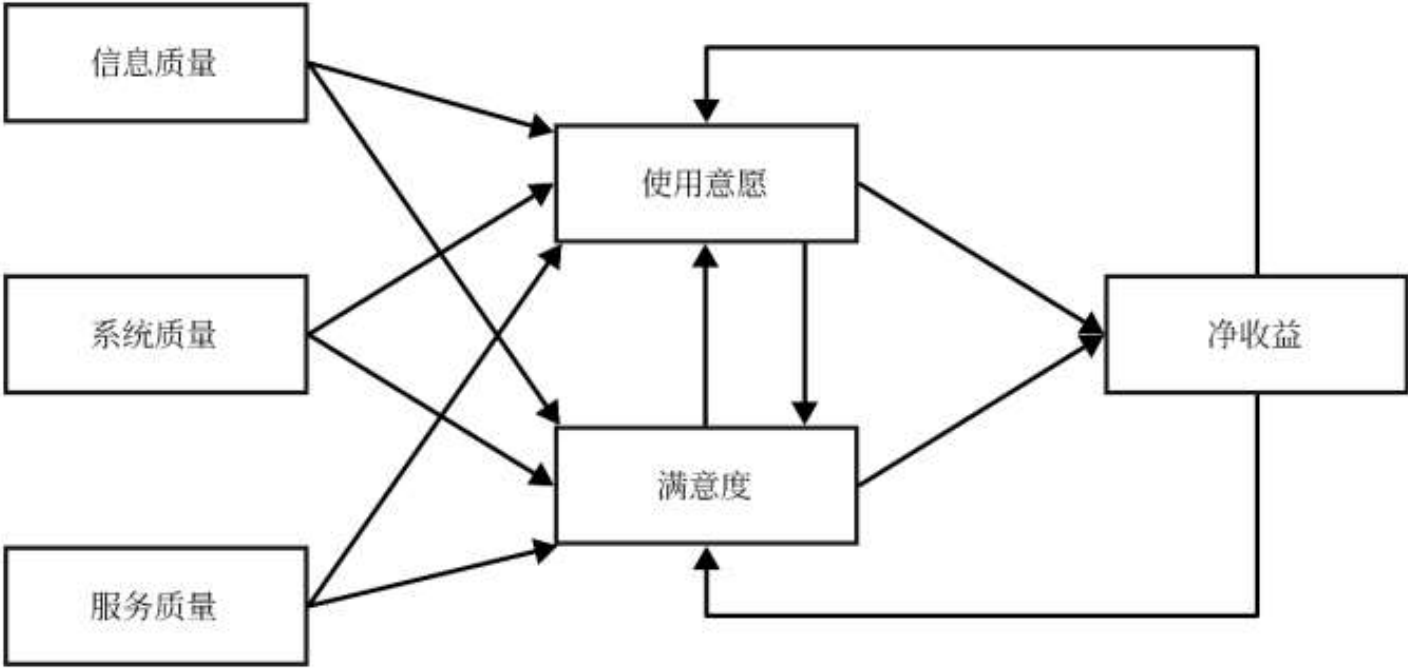 信息质量
使用意愿
系统质量
净收益
满意度
服务质量